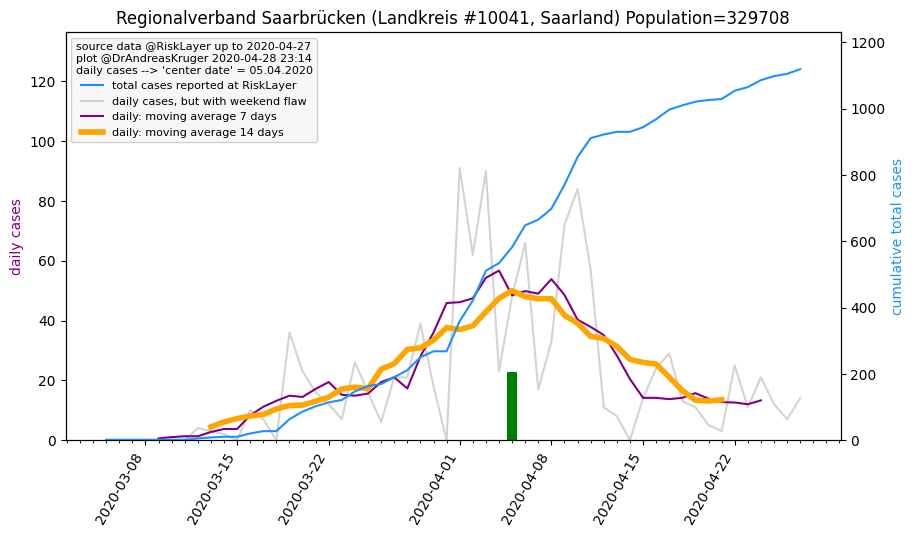 Regionalverband Saarbrücken (Landkreis #10041, Saarland) Population=329708
source data @RiskLayer up to 2020-04-27
plot @DrAndreasKruger 2020-04-28 23:14
daily cases --> 'center date' = 05.04.2020
total cases reported at RiskLayer
daily cases, but with weekend flaw
daily: moving average 7 days
daily: moving average 14 days
daily cases
120
100
80
60
40
20
0
cumulative total cases
1200
1000
800
600
400
200
0
2020-03-08
2020-03-15
2020-03-22
2020-04-01
2020-04-08
2020-04-15
2020-04-22